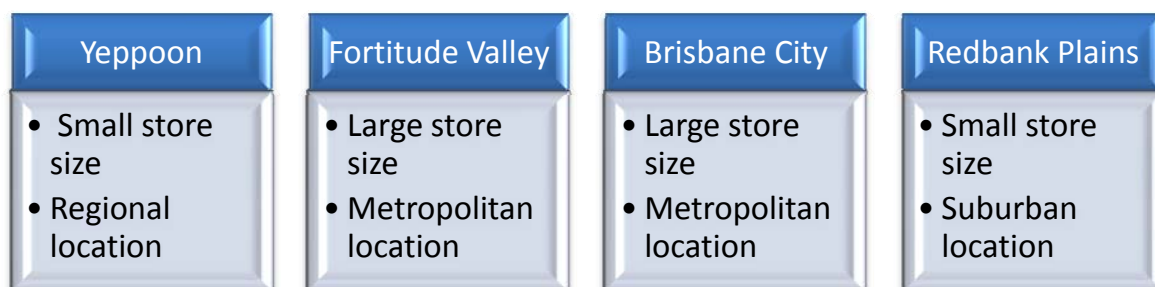 Yeppoon
• Small store
size
• Regional
location
Fortitude Valley
• Large store
size
• Metropolitan
location
Brisbane City
• Large store
size
• Metropolitan
location
Redbank Plains
• Small store
size
• Suburban
location